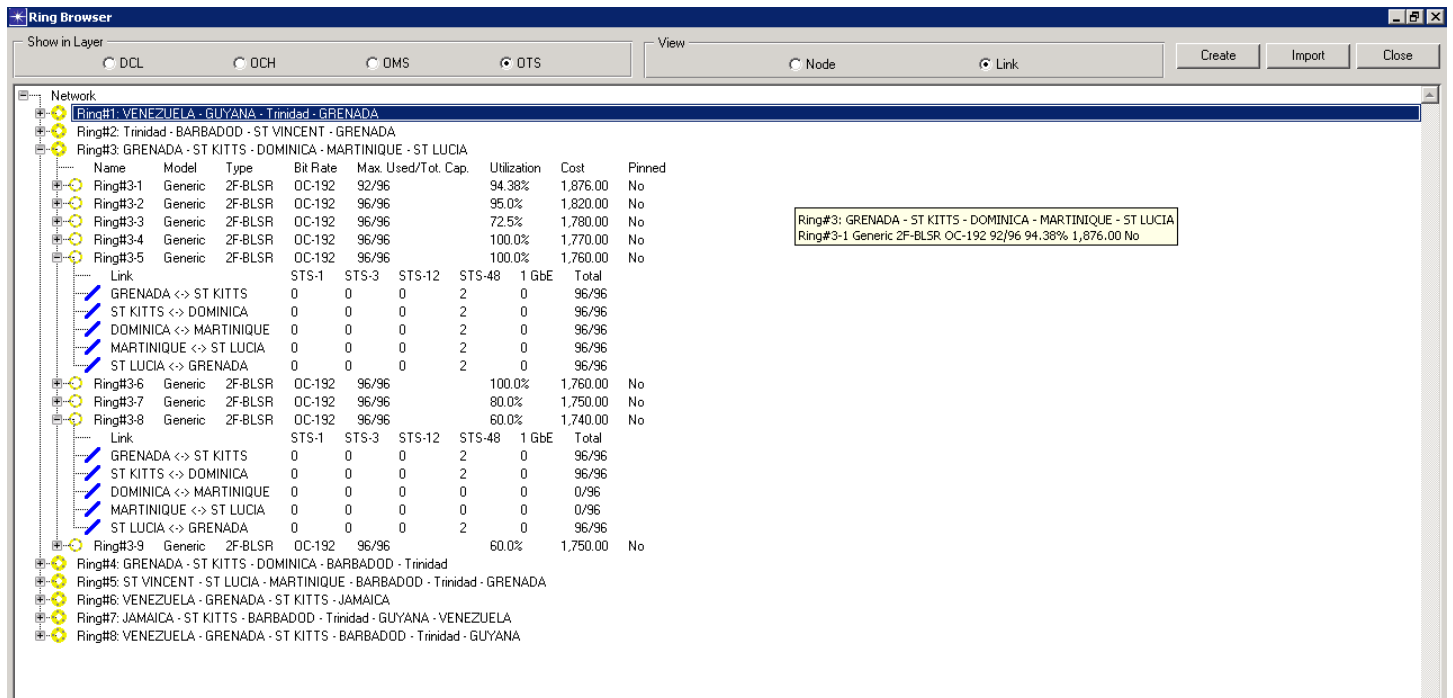 Ring Browser
Show in Layer
DCL OCH OMS OTS
View
Node Link
Create Import Close
Network
Ring#1: VENEZUELA - GUYANA - Trinidad - GRENADA
Ring#2: Trinidad - BARBADOD - ST VINCENT - GRENADA
Ring#3: GRENADA - ST KITTS - DOMINICA - MARTINIQUE - ST LUCIA
Name Model Type Bit Rate Max. Used/Tot. Cap. Utilization Cost Pinned
Ring#3-1 Generic 2F-BLSR OC-192 92/96 94.38% 1,876.00 No
Ring#3-2 Generic 2F-BLSR OC-192 96/96 95.0% 1,820.00 No
Ring#3-3 Generic 2F-BLSR OC-192 96/96 72.5% 1,780.00 No
Ring#3-4 Generic 2F-BLSR OC-192 96/96 100.0% 1,770.00 No
Ring#3-5 Generic 2F-BLSR OC-192 96/96 100.0% 1,760.00 No
Link STS-1 STS-3 STS-12 STS-48 1 GbE Total
GRENADA <-> ST KITTS 0 0 0 2 0 96/96
ST KITTS <-> DOMINICA 0 0 0 2 0 96/96
DOMINICA <-> MARTINIQUE 0 0 0 2 0 96/96
MARTINIQUE <-> ST LUCIA 0 0 0 2 0 96/96
ST LUCIA <-> GRENADA 0 0 0 2 0 96/96
Ring#3-6 Generic 2F-BLSR OC-192 96/96 100.0% 1,760.00 No
Ring#3-7 Generic 2F-BLSR OC-192 96/96 80.0% 1,750.00 No
Ring#3-8 Generic 2F-BLSR OC-192 96/96 60.0% 1,740.00 No
Link STS-1 STS-3 STS-12 STS-48 1 GbE Total
GRENADA <-> ST KITTS 0 0 0 2 0 96/96
ST KITTS <-> DOMINICA 0 0 0 2 0 96/96
DOMINICA <-> MARTINIQUE 0 0 0 0 0 0/96
MARTINIQUE <-> ST LUCIA 0 0 0 0 0 0/96
ST LUCIA <-> GRENADA 0 0 0 2 0 96/96
Ring#3-9 Generic 2F-BLSR OC-192 96/96 60.0% 1,750.00 No
Ring#4: GRENADA - ST KITTS - DOMINICA - BARBADOD - Trinidad
Ring#5: ST VINCENT - ST LUCIA - MARTINIQUE - BARBADOD - Trinidad - GRENADA
Ring#6: VENEZUELA - GRENADA - ST KITTS - JAMAICA
Ring#7: JAMAICA - ST KITTS - BARBADOD - Trinidad - GUYANA - VENEZUELA
Ring#8: VENEZUELA - GRENADA - ST KITTS - BARBADOD - Trinidad - GUYANA
Ring#3: GRENADA - ST KITTS - DOMINICA - MARTINIQUE - ST LUCIA
Ring#3-1 Generic 2F-BLSR OC-192 92/96 94.38% 1,876.00 No